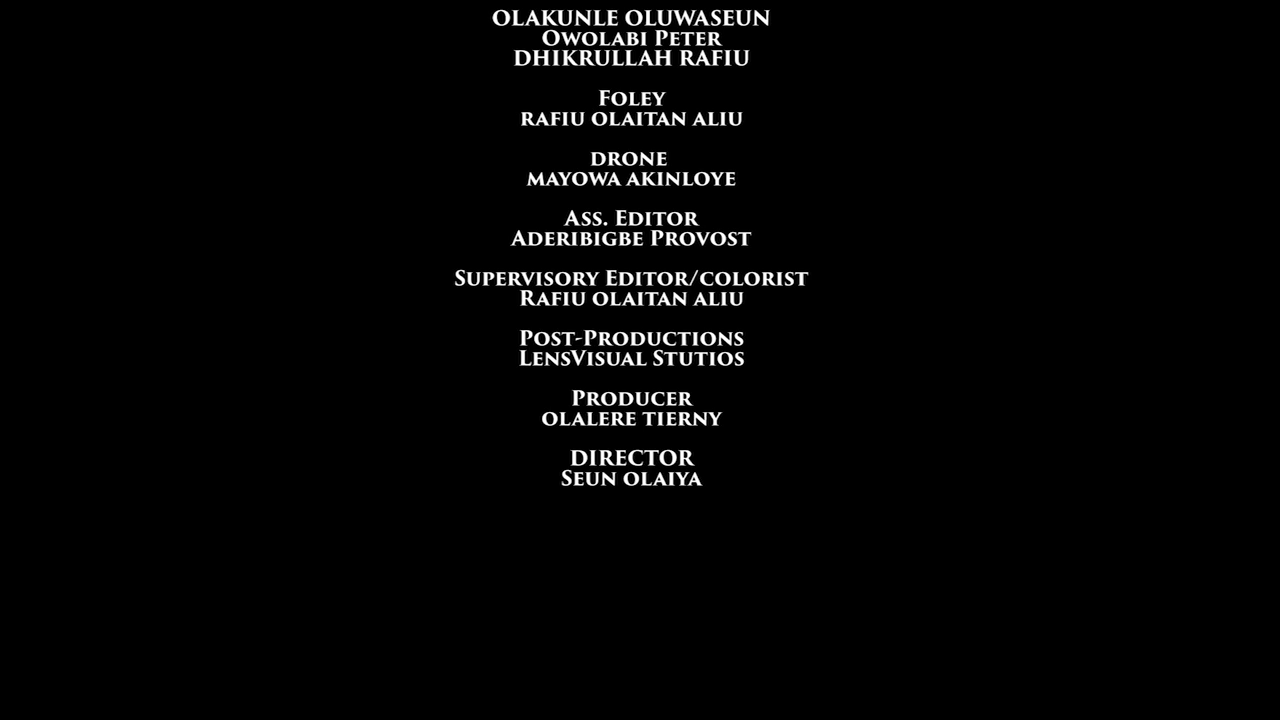 OLAKUNLE OLUWASEUN
Owolabi Peter
DHIKRULLAH RAFIU
Foley
RAFIU OLAITAN ALIU
DRONE
MAYOWA AKINLOYE
Ass. Editor
Aderibigbe Provost
Supervisory Editor/colorist
Rafiu olaitan aliu
Post-Productions
LensVisual Stutios
Producer
olalere tierny
DIRECTOR
Seun olaiya